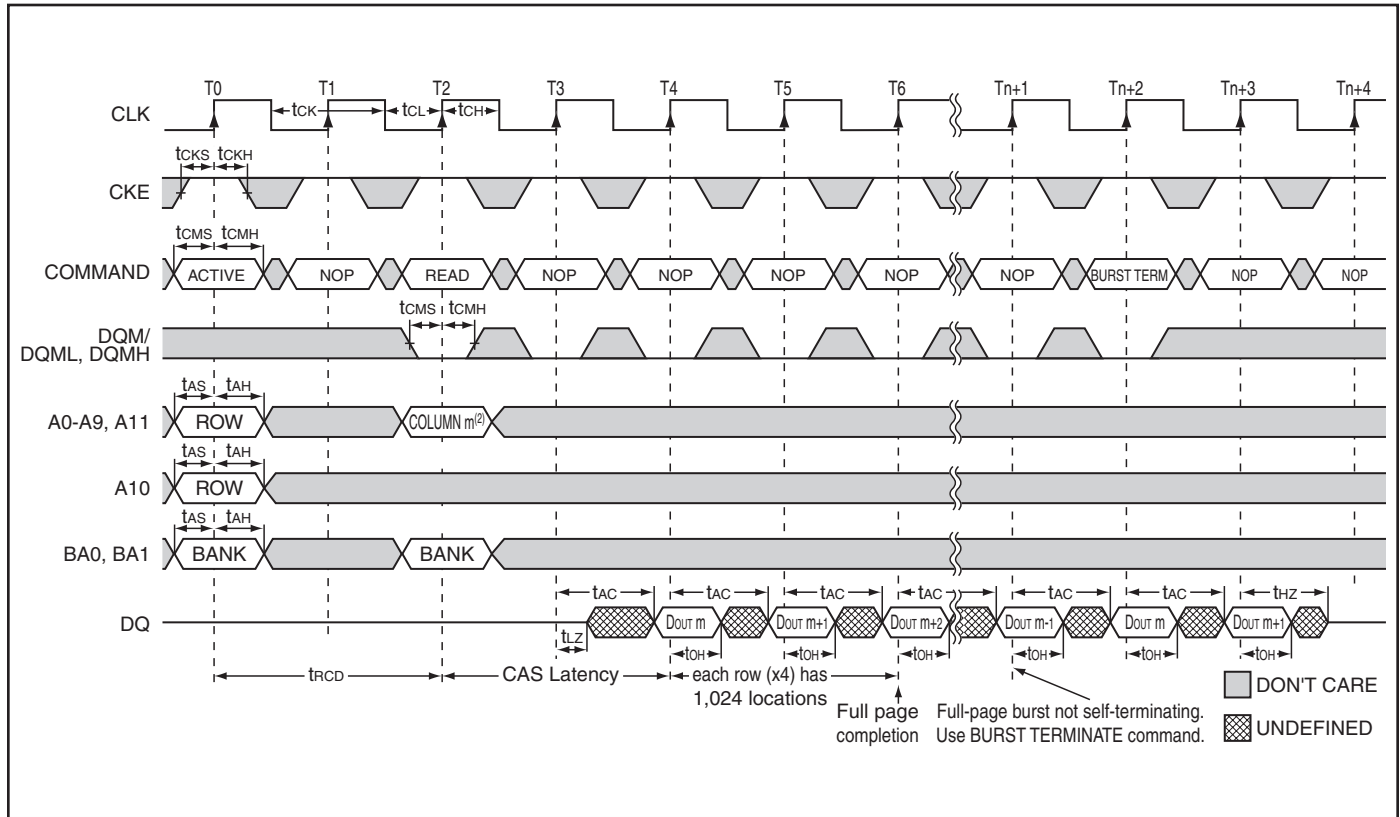 T0 T1 T2 T3 T4 T5 T6 Tn+1 Tn+2 Tn+3 Tn+4
CLK tCK tCL tCH
tCKS tCKH
CKE
tCMS tCMH
COMMAND ACTIVE NOP READ NOP NOP NOP NOP NOP BURST TERM NOP NOP
tCMS tCMH
DQM/
DQML, DQMH
tAS tAH
A0-A9, A11 ROW COLUMN m(2)
tAS tAH
A10 ROW
tAS tAH
BA0, BA1 BANK BANK
tAC tAC tAC tAC tAC tAC tHZ
DQ DOUT m DOUT m+1 DOUT m+2 DOUT m-1 DOUT m DOUT m+1
tLZ tOH tOH tOH tOH tOH tOH
tRCD CAS Latency each row (x4) has
1,024 locations
Full page
completion
Full-page burst not self-terminating.
Use BURST TERMINATE command.
DON'T CARE
UNDEFINED